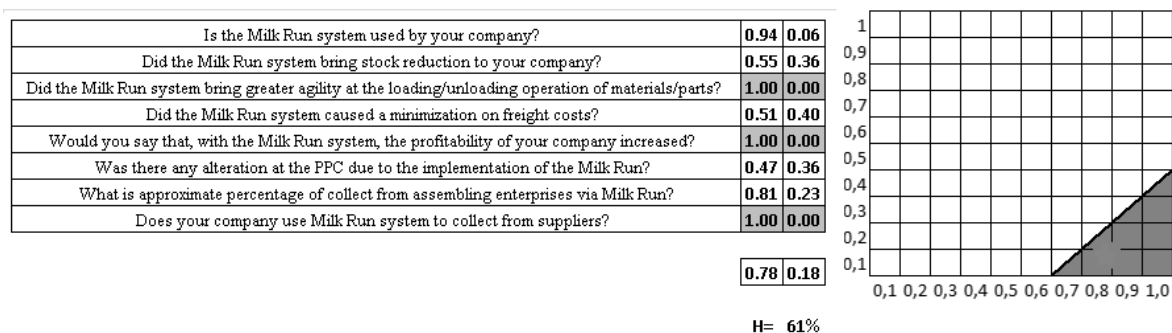 Is the Milk Run system used by your company? 0.94 0.06
Did the Milk Run system bring stock reduction to your company? 0.55 0.36
Did the Milk Run system bring greater agility at the loading/unloading operation of materials/parts? 1.00 0.00
Did the Milk Run system caused a minimization on freight costs? 0.51 0.40
Would you say that, with the Milk Run system, the profitability of your company increased? 1.00 0.00
Was there any alteration at the PPC due to the implementation of the Milk Run? 0.47 0.36
What is approximate percentage of collect from assembling enterprises via Milk Run? 0.81 0.23
Does your company use Milk Run system to collect from suppliers? 1.00 0.00
0.78 0.18
H= 61%
1
0,9
0,8
0,7
0,6
0,5
0,4
0,3
0,2
0,1
0,1 0,2 0,3 0,4 0,5 0,6 0,7 0,8 0,9 1,0